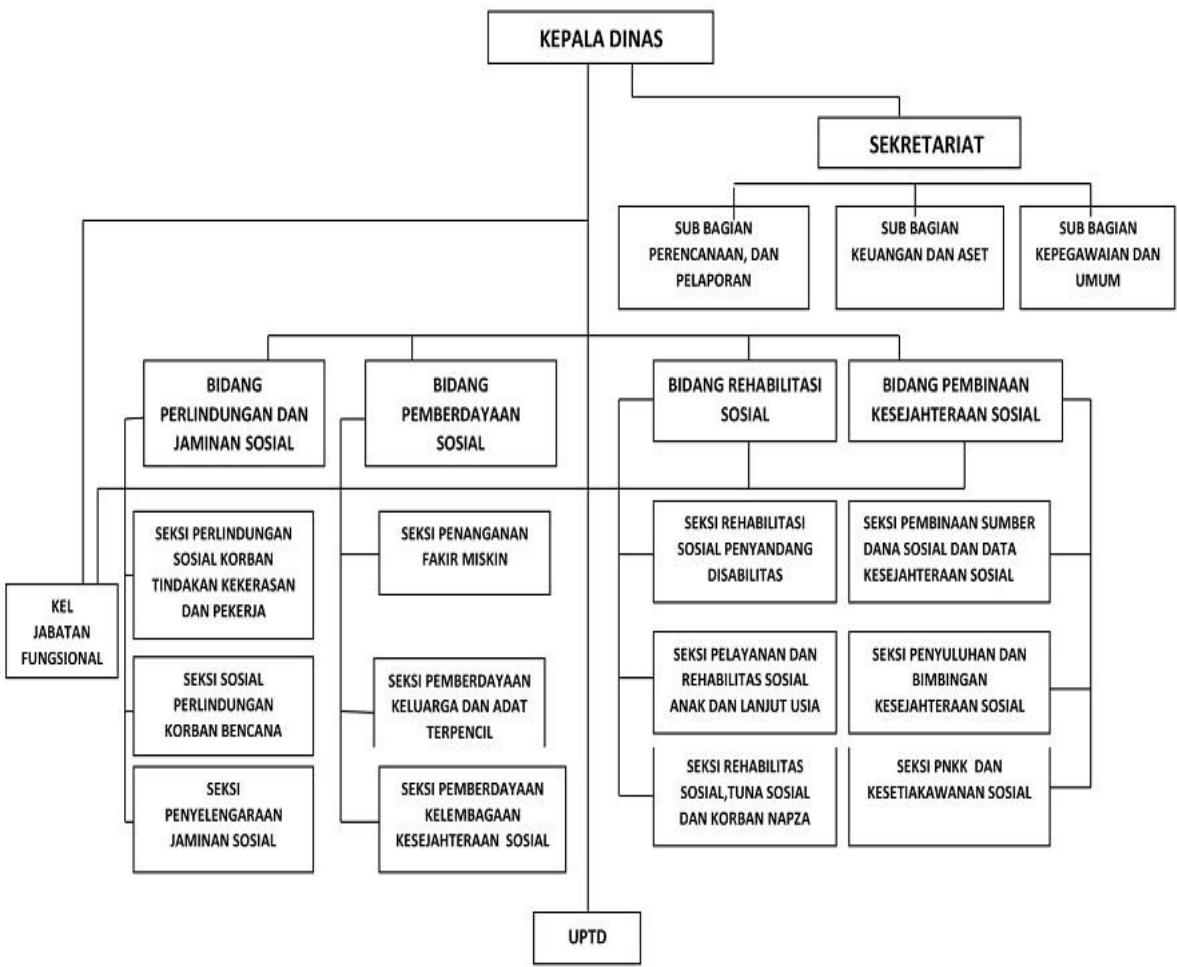 KEPALA DINAS
SEKRETARIAT
SUB BAGIAN
PERENCANAAN, DAN
PELAPORAN
SUB BAGIAN
KEUANGAN DAN ASET
SUB BAGIAN
KEPEGAWAIAN DAN
UMUM
BIDANG
PERLINDUNGAN DAN
JAMINAN SOSIAL
BIDANG
PEMBERDAYAAN
SOSIAL
BIDANG REHABILITASI
SOSIAL
BIDANG PEMBINAAN
KESEJAHTERAAN SOSIAL
SEKSI PERLINDUNGAN
SOSIAL KORBAN
TINDAKAN KEKERASAN
DAN PEKERJA
SEKSI PENANGANAN
FAKIR MISKIN
SEKSI REHABILITASI
SOSIAL PENYANDANG
DISABILITAS
SEKSI PEMBINAAN SUMBER
DANA SOSIAL DAN DATA
KESEJAHTERAAN SOSIAL
KEL
JABATAN
FUNGSIONAL
SEKSI SOSIAL
PERLINDUNGAN
KORBAN BENCANA
SEKSI PEMBERDAYAAN
KELUARGA DAN ADAT
TERPENCIL
SEKSI PELAYANAN DAN
REHABILITAS SOSIAL
ANAK DAN LANJUT USIA
SEKSI PENYULUHAN DAN
BIMBINGAN
KESEJAHTERAAN SOSIAL
SEKSI
PENYELENGARAAN
JAMINAN SOSIAL
SEKSI PEMBERDAYAAN
KELEMBAGAAN
KESEJAHTERAAN SOSIAL
SEKSI REHABILITAS
SOSIAL,TUNA SOSIAL
DAN KORBAN NAPZA
SEKSI PNKK DAN
KESETIAKAWANAN SOSIAL
UPTD